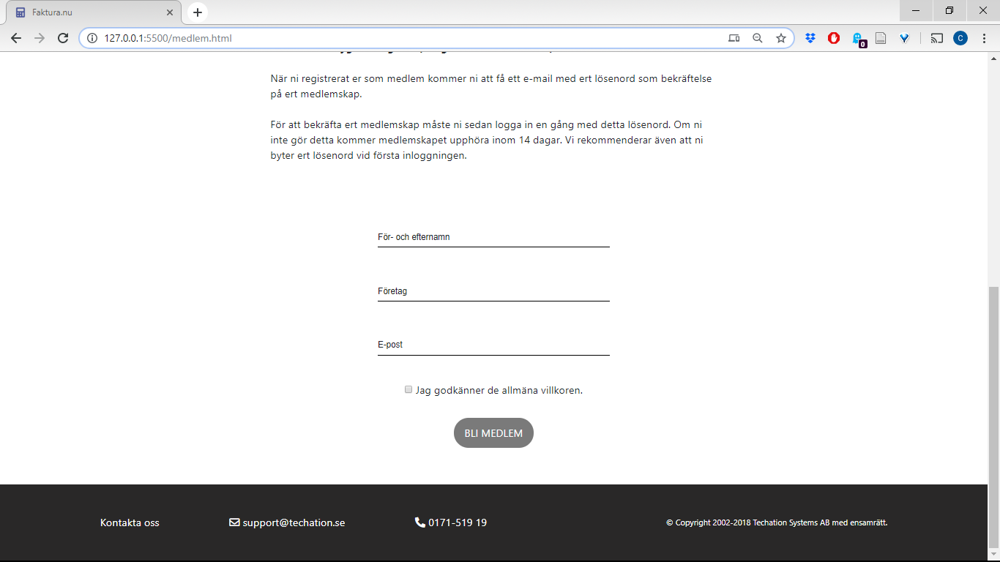 Faktura.nu
127.0.0.1:5500/medlem.html
0
C
När ni registrerat er som medlem kommer ni att få ett e-mail med ert lösenord som bekräftelse
på ert medlemskap.
För att bekräfta ert medlemskap måste ni sedan logga in en gång med detta lösenord. Om ni
inte gör detta kommer medlemskapet upphöra inom 14 dagar. Vi rekommenderar även att ni
byter ert lösenord vid första inloggningen.
För- och efternamn
Företag
E-post
Jag godkänner de allmäna villkoren.
BLI MEDLEM
Kontakta oss support@techation.se 0171-519 19 © Copyright 2002-2018 Techation Systems AB med ensamrätt.